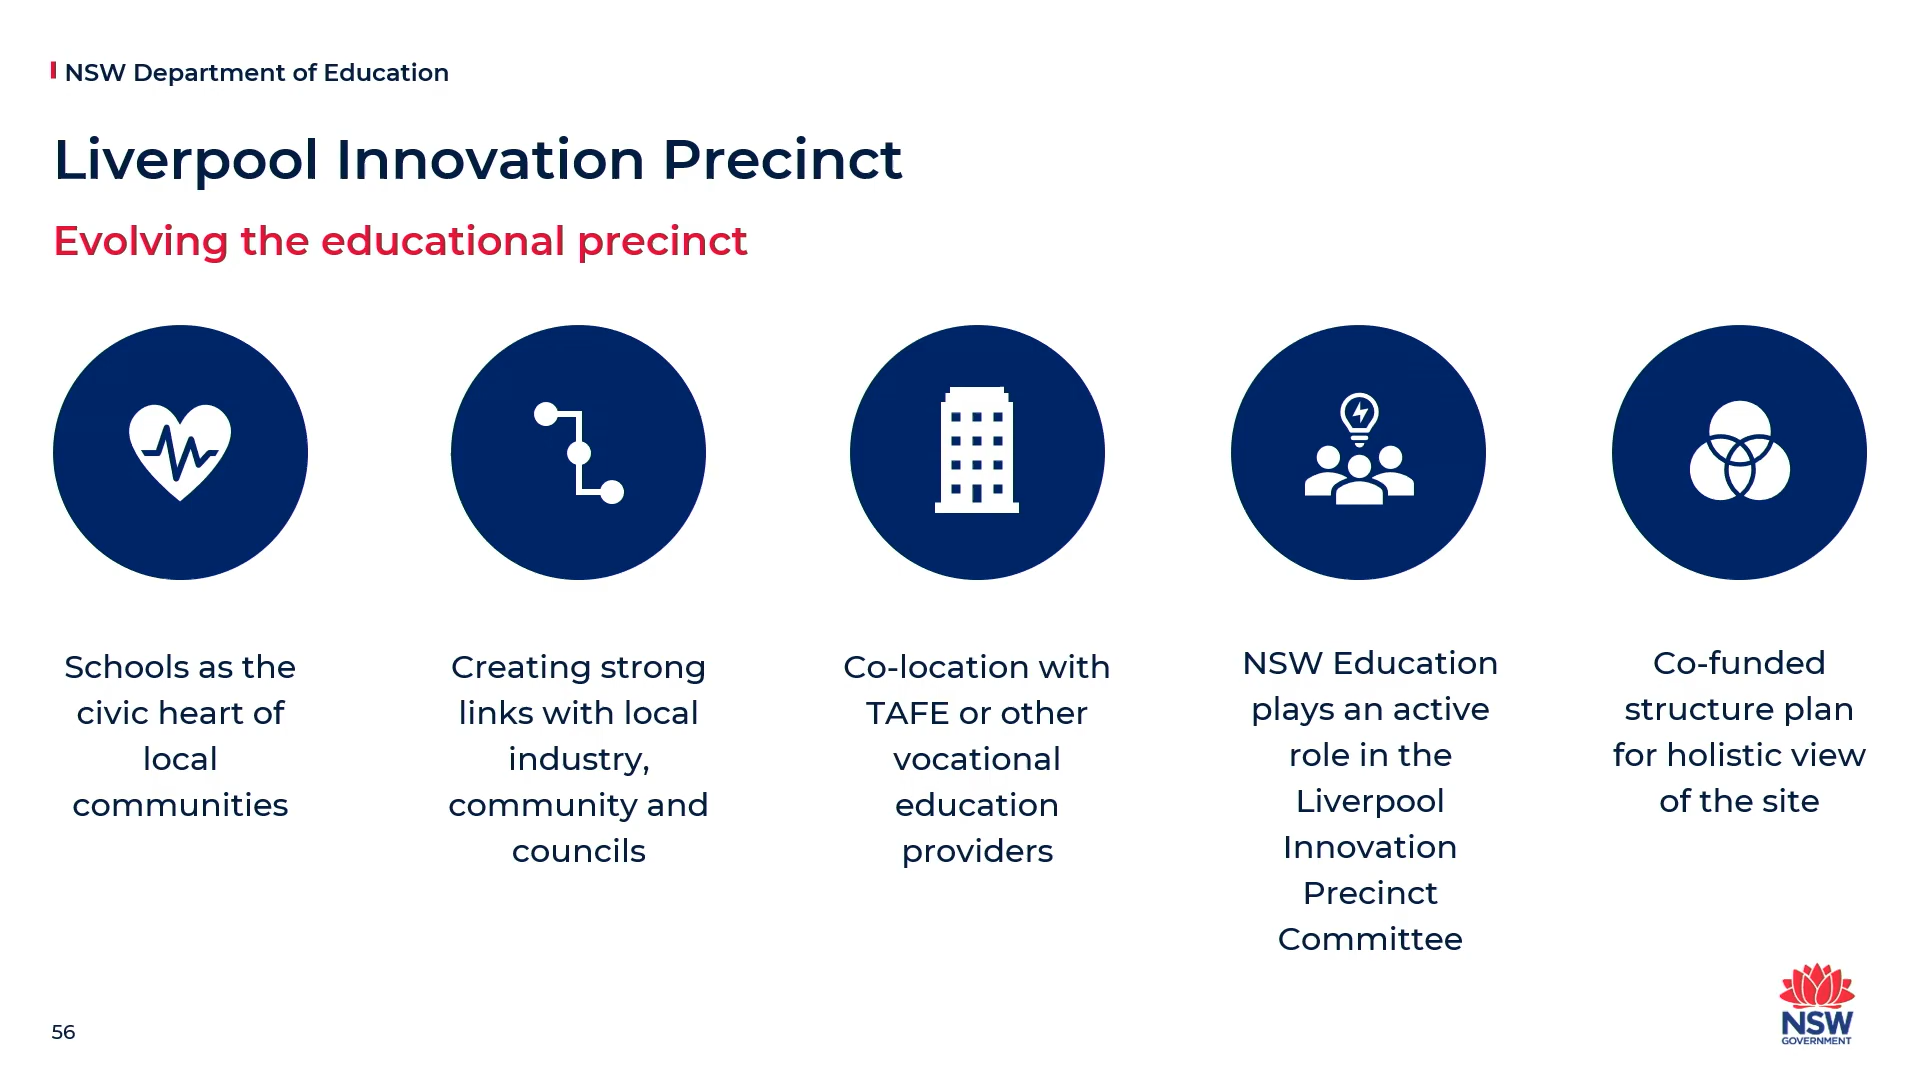 NSW Department of Education
Liverpool Innovation Precinct
Evolving the educational precinct
Schools as the
civic heart of
local
communities
Creating strong
links with local
industry,
community and
councils
Co-location with
TAFE or other
vocational
education
providers
NSW Education
plays an active
role in the
Liverpool
Innovation
Precinct
Committee
Co-funded
structure plan
for holistic view
of the site
56
NSW
GOVERNMENT